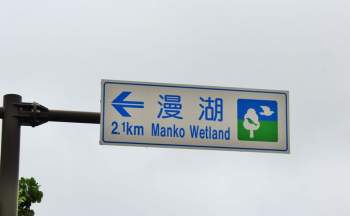 漫湖
2.1km Manko Wetland